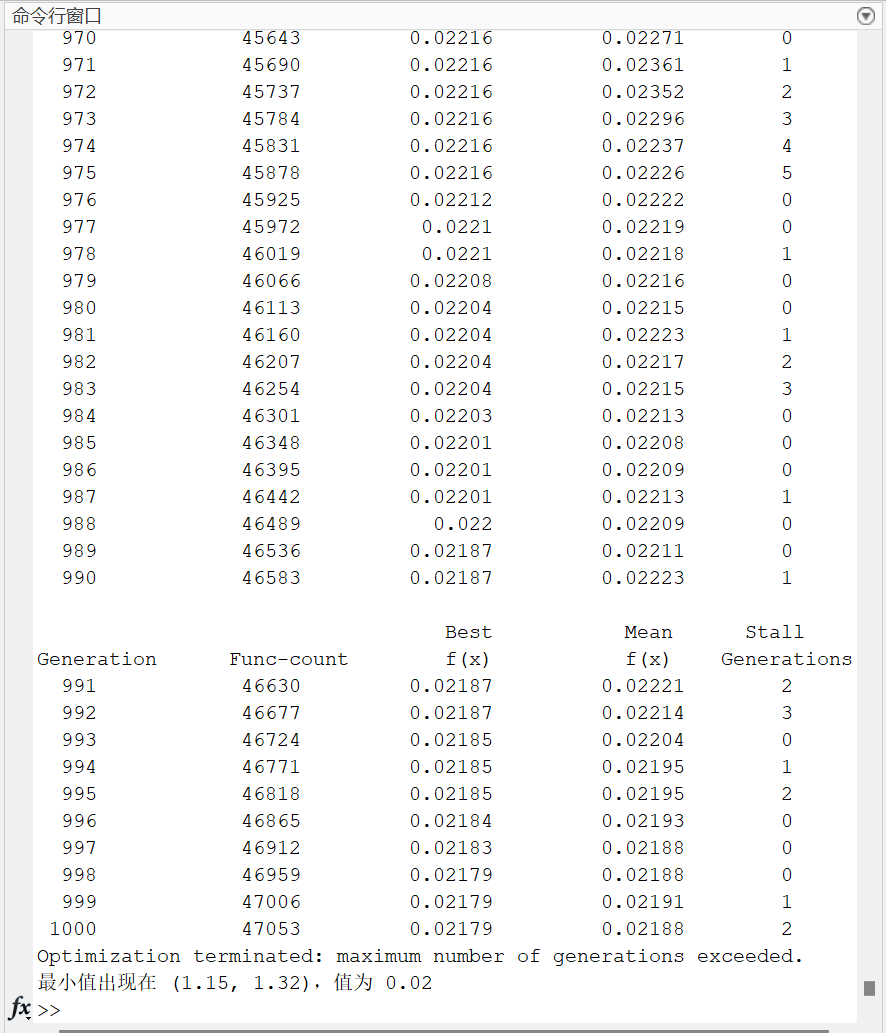 命令行窗口
970 45643 0.02216 0.02271 0
971 45690 0.02216 0.02361 1
972 45737 0.02216 0.02352 2
973 45784 0.02216 0.02296 3
974 45831 0.02216 0.02237 4
975 45878 0.02216 0.02226 5
976 45925 0.02212 0.02222 0
977 45972 0.0221 0.02219 0
978 46019 0.0221 0.02218 1
979 46066 0.02208 0.02216 0
980 46113 0.02204 0.02215 0
981 46160 0.02204 0.02223 1
982 46207 0.02204 0.02217 2
983 46254 0.02204 0.02215 3
984 46301 0.02203 0.02213 0
985 46348 0.02201 0.02208 0
986 46395 0.02201 0.02209 0
987 46442 0.02201 0.02213 1
988 46489 0.022 0.02209 0
989 46536 0.02187 0.02211 0
990 46583 0.02187 0.02223 1
Best Mean Stall
Generation Func-count f(x) f(x) Generations
991 46630 0.02187 0.02221 2
992 46677 0.02187 0.02214 3
993 46724 0.02185 0.02204 0
994 46771 0.02185 0.02195 1
995 46818 0.02185 0.02195 2
996 46865 0.02184 0.02193 0
997 46912 0.02183 0.02188 0
998 46959 0.02179 0.02188 0
999 47006 0.02179 0.02191 1
1000 47053 0.02179 0.02188 2
Optimization terminated: maximum number of generations exceeded.
最小值出现在 (1.15, 1.32)，值为 0.02
fx >>